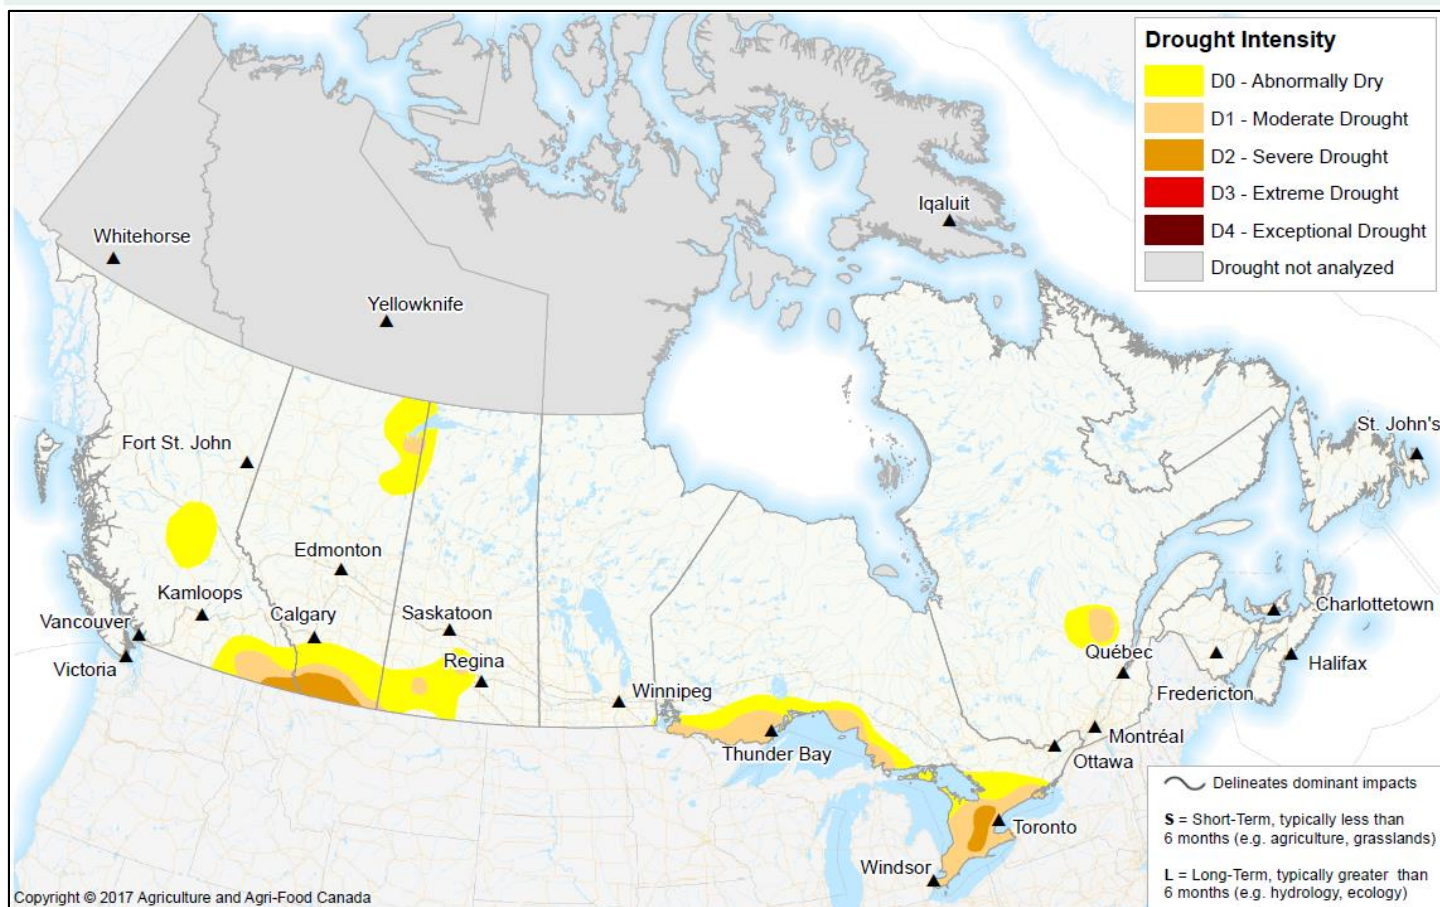 Drought Intensity
D0 - Abnormally Dry
D1 - Moderate Drought
D2 - Severe Drought
D3 - Extreme Drought
D4 - Exceptional Drought
Drought not analyzed
Iqaluit
Whitehorse
Yellowknife
Fort St. John
St. John's
Edmonton
Kamloops
Calgary
Saskatoon
Vancouver
Charlottetown
Victoria
Regina
Québec
Halifax
Winnipeg
Fredericton
Montréal
Thunder Bay
Ottawa
Toronto
Windsor
Delineates dominant impacts
S = Short-Term, typically less than
6 months (e.g. agriculture, grasslands)
L = Long-Term, typically greater than
6 months (e.g. hydrology, ecology)
Copyright © 2017 Agriculture and Agri-Food Canada